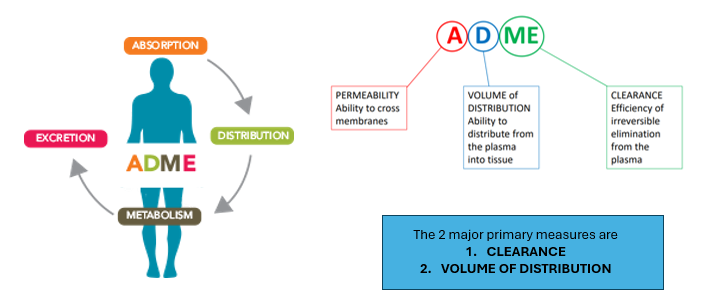 ABSORPTION
DISTRIBUTION
EXCRETION
ADME
METABOLISM
ADME
PERMEABILITY
Ability to cross
membranes
VOLUME of
DISTRIBUTION
Ability to
distribute from
the plasma
into tissue
CLEARANCE
Efficiency of
irreversible
elimination
from the
plasma
The 2 major primary measures are
1. CLEARANCE
2. VOLUME OF DISTRIBUTION